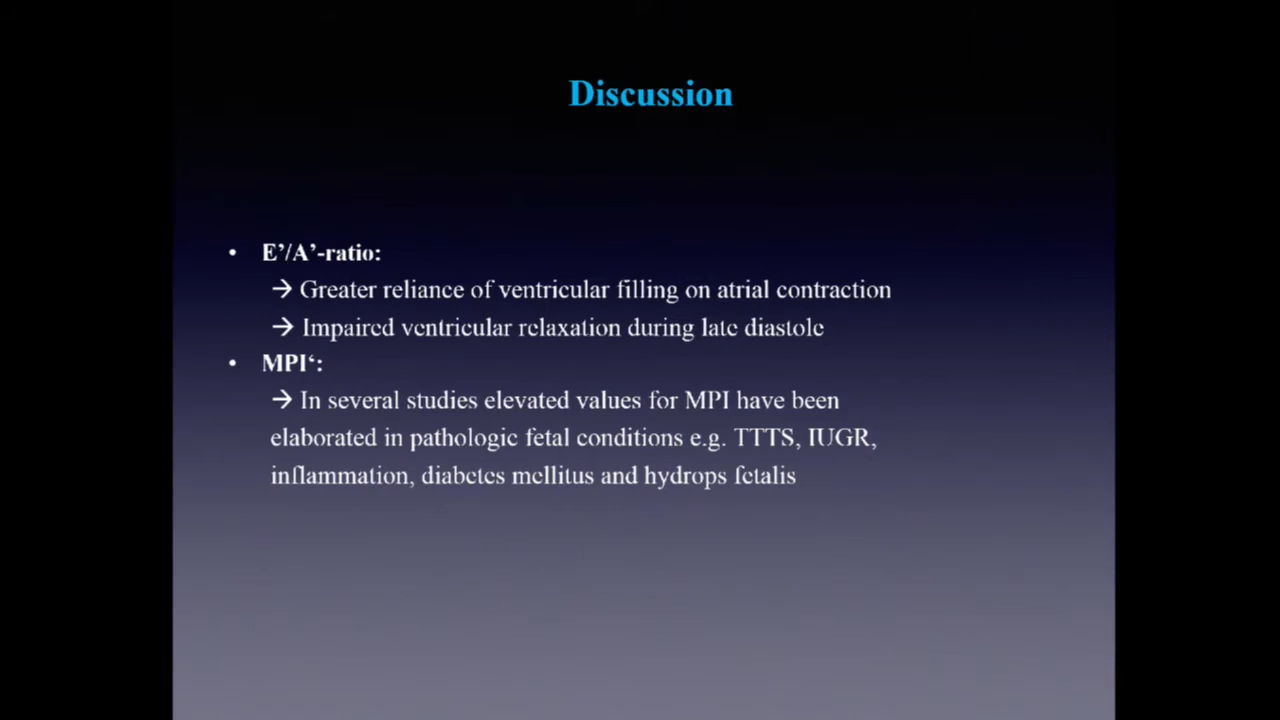 Discussion
• E’/A’-ratio:
→ Greater reliance of ventricular filling on atrial contraction
→ Impaired ventricular relaxation during late diastole
• MPI‘:
→ In several studies elevated values for MPI have been
elaborated in pathologic fetal conditions e.g. TTTS, IUGR,
inflammation, diabetes mellitus and hydrops fetalis